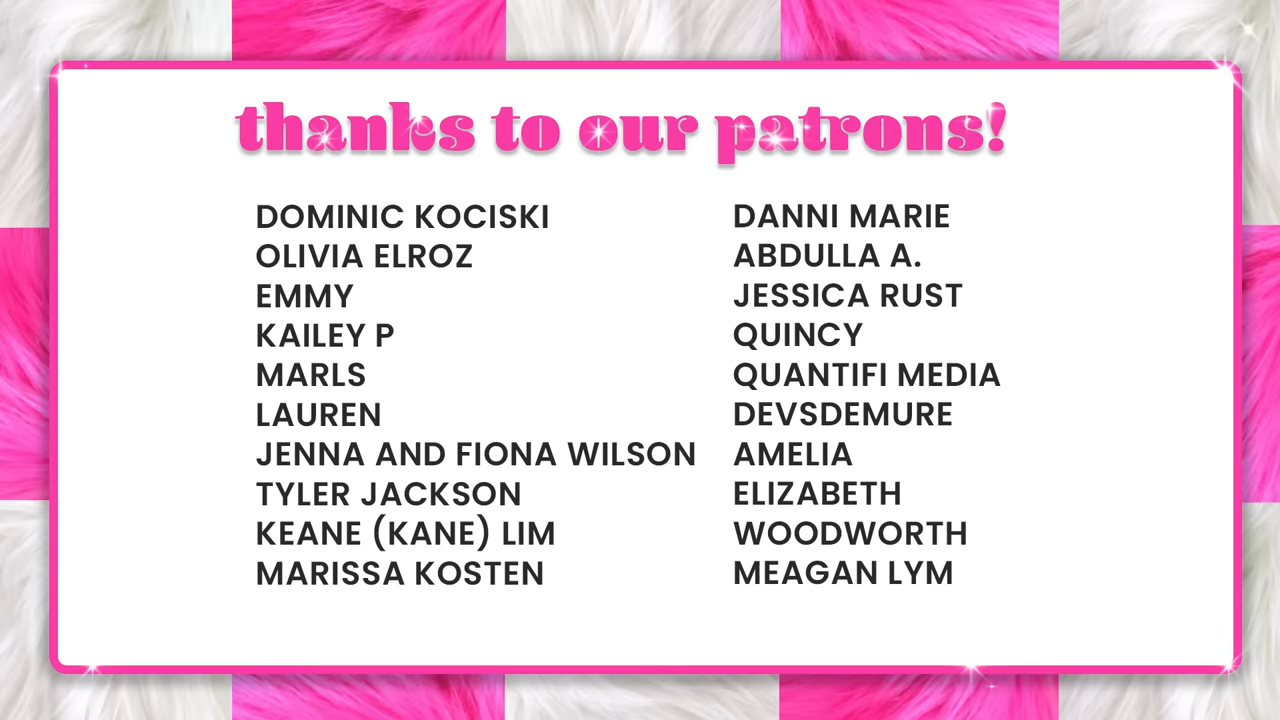 thanks to our patrons!
DOMINIC KOCISKI
OLIVIA ELROZ
EMMY
KAILEY P
MARLS
LAUREN
JENNA AND FIONA WILSON
TYLER JACKSON
KEANE (KANE) LIM
MARISSA KOSTEN
DANNI MARIE
ABDULLA A.
JESSICA RUST
QUINCY
QUANTIFI MEDIA
DEVSDEMURE
AMELIA
ELIZABETH
WOODWORTH
MEAGAN LYM